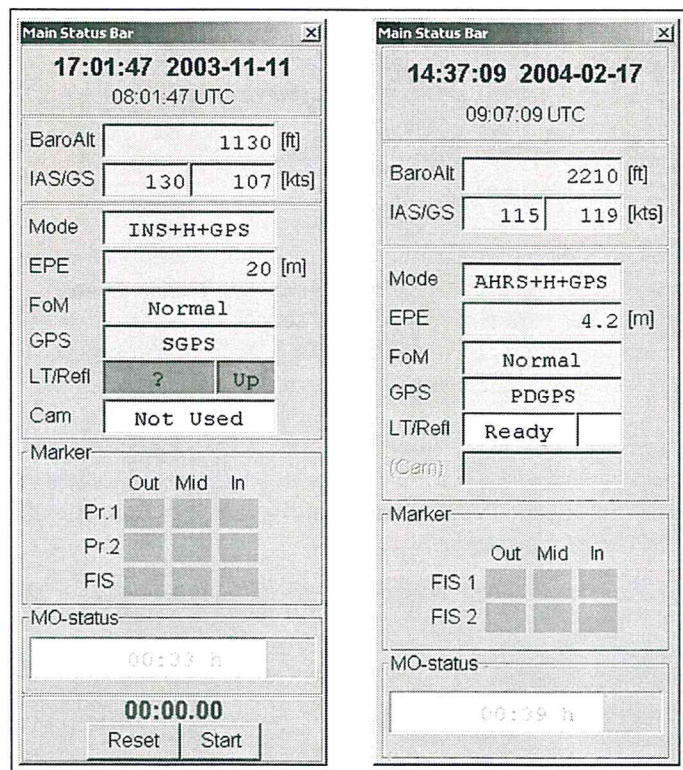 Main Status Bar
17:01:47 2003-11-11
08:01:47 UTC
BaroAlt 1130 [ft]
IAS/GS 130 107 [kts]
Mode INS+H+GPS
EPE 20 [m]
FoM Normal
GPS SGPS
LT/Refl ? Up
Cam Not Used
Marker
Out Mid In
Pr.1
Pr.2
FIS
MO-status
00:33 h
00:00.00
Reset Start
Main Status Bar
14:37:09 2004-02-17
09:07:09 UTC
BaroAlt 2210 [ft]
IAS/GS 115 119 [kts]
Mode AHRS+H+GPS
EPE 4.2 [m]
FoM Normal
GPS PDGPS
LT/Refl Ready
(Cam)
Marker
Out Mid In
FIS 1
FIS 2
MO-status
00:39 h